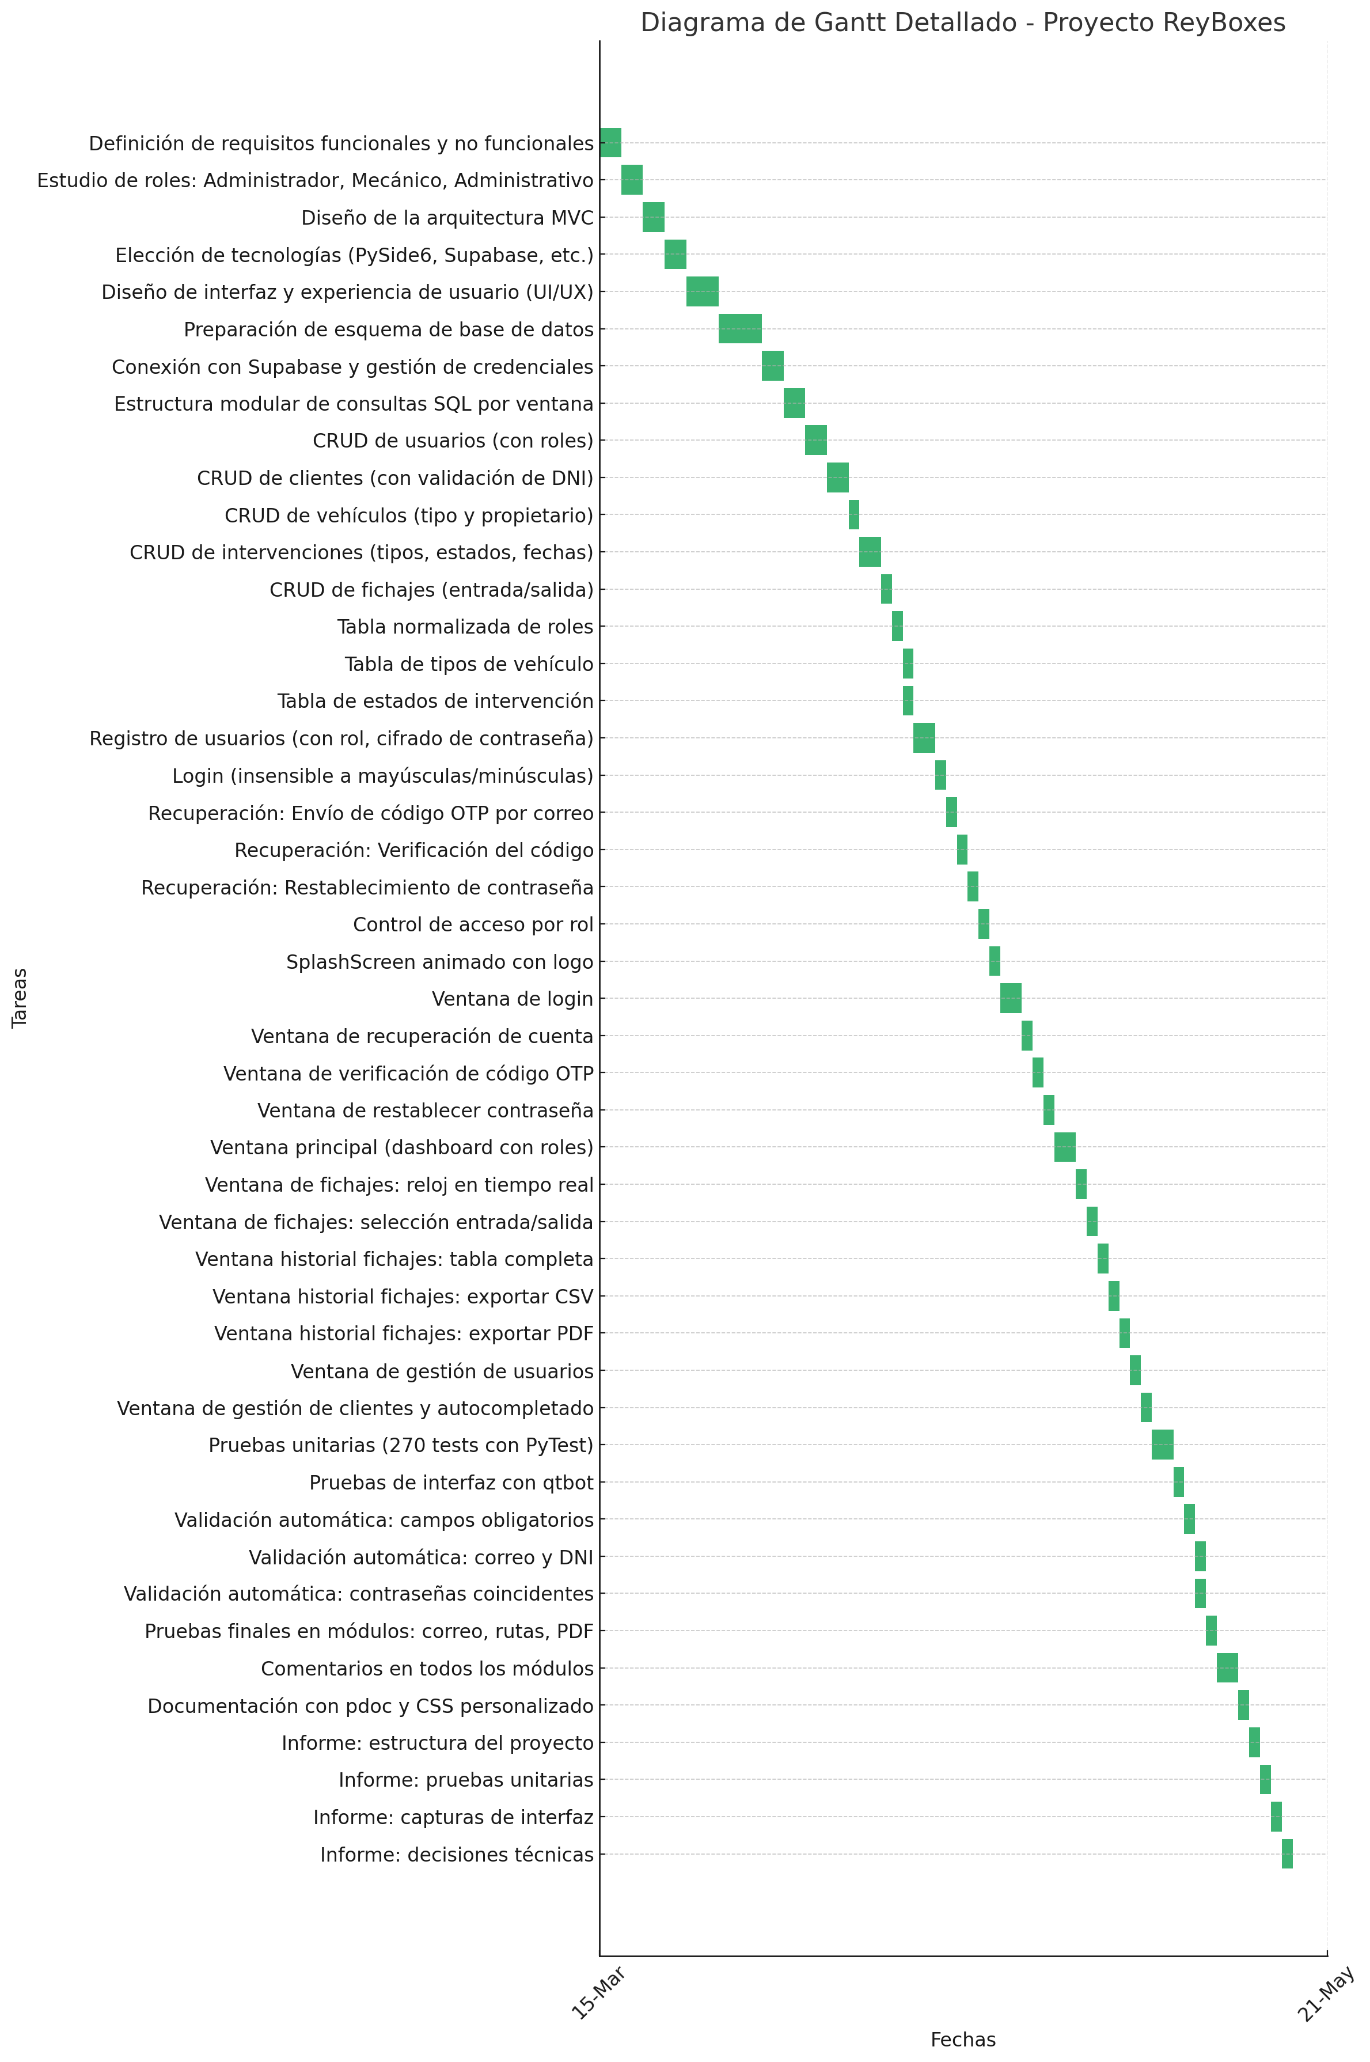 Diagrama de Gantt Detallado - Proyecto ReyBoxes
Definición de requisitos funcionales y no funcionales
Estudio de roles: Administrador, Mecánico, Administrativo
Diseño de la arquitectura MVC
Elección de tecnologías (PySide6, Supabase, etc.)
Diseño de interfaz y experiencia de usuario (UI/UX)
Preparación de esquema de base de datos
Conexión con Supabase y gestión de credenciales
Estructura modular de consultas SQL por ventana
CRUD de usuarios (con roles)
CRUD de clientes (con validación de DNI)
CRUD de vehículos (tipo y propietario)
CRUD de intervenciones (tipos, estados, fechas)
CRUD de fichajes (entrada/salida)
Tabla normalizada de roles
Tabla de tipos de vehículo
Tabla de estados de intervención
Registro de usuarios (con rol, cifrado de contraseña)
Login (insensible a mayúsculas/minúsculas)
Recuperación: Envío de código OTP por correo
Recuperación: Verificación del código
Recuperación: Restablecimiento de contraseña
Control de acceso por rol
SplashScreen animado con logo
Ventana de login
Ventana de recuperación de cuenta
Ventana de verificación de código OTP
Ventana de restablecer contraseña
Ventana principal (dashboard con roles)
Ventana de fichajes: reloj en tiempo real
Ventana de fichajes: selección entrada/salida
Ventana historial fichajes: tabla completa
Ventana historial fichajes: exportar CSV
Ventana historial fichajes: exportar PDF
Ventana de gestión de usuarios
Ventana de gestión de clientes y autocompletado
Pruebas unitarias (270 tests con PyTest)
Pruebas de interfaz con qtbot
Validación automática: campos obligatorios
Validación automática: correo y DNI
Validación automática: contraseñas coincidentes
Pruebas finales en módulos: correo, rutas, PDF
Comentarios en todos los módulos
Documentación con pdoc y CSS personalizado
Informe: estructura del proyecto
Informe: pruebas unitarias
Informe: capturas de interfaz
Informe: decisiones técnicas
Tareas
15-Mar
21-May
Fechas